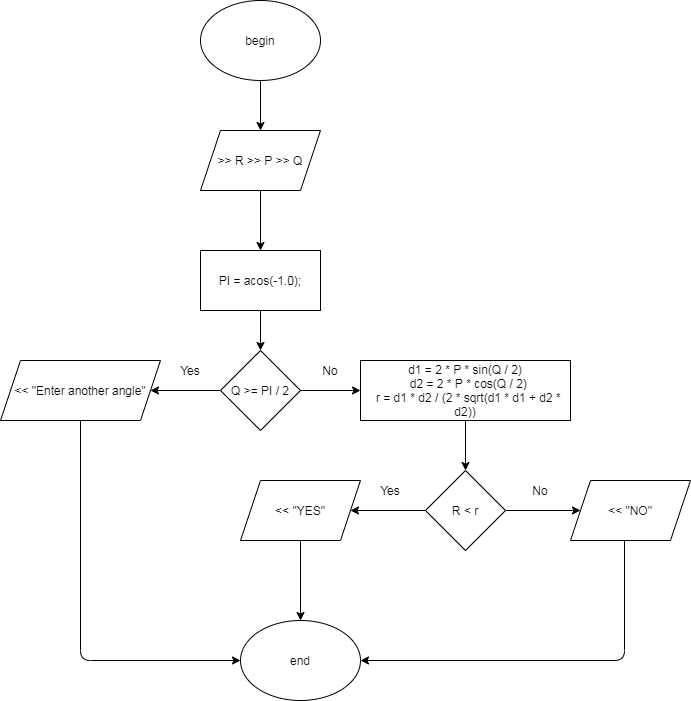 begin
>> R >> P >> Q
PI = acos(-1.0);
Yes
No
<< "Enter another angle"
Q >= PI / 2
d1 = 2 * P * sin(Q / 2)
d2 = 2 * P * cos(Q / 2)
r = d1 * d2 / (2 * sqrt(d1 * d1 + d2 *
d2))
Yes
No
<< "YES"
R < r
<< "NO"
end